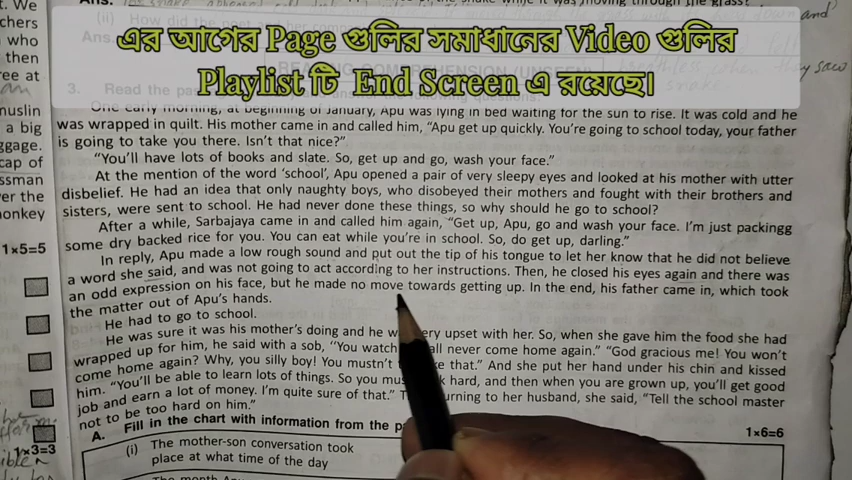 এর আগের Page গুলির সমাধানের Video গুলির
Playlist টি End Screen এ রয়েছে।
3. Read the
One early morning, at beginning of January, Apu was lying in bed waiting for the sun to rise. It was cold and he
was wrapped in quilt. His mother came in and called him, “Apu get up quickly. You’re going to school today, your father
is going to take you there. Isn’t that nice?”
“You’ll have lots of books and slate. So, get up and go, wash your face.”
At the mention of the word ‘school’, Apu opened a pair of very sleepy eyes and looked at his mother with utter
disbelief. He had an idea that only naughty boys, who disobeyed their mothers and fought with their brothers and
sisters, were sent to school. He had never done these things, so why should he go to school?
After a while, Sarbajaya came in and called him again, “Get up, Apu, go and wash your face. I’m just packingg
some dry backed rice for you. You can eat while you’re in school. So, do get up, darling.”
In reply, Apu made a low rough sound and put out the tip of his tongue to let her know that he did not believe
a word she said, and was not going to act according to her instructions. Then, he closed his eyes again and there was
an odd expression on his face, but he made no move towards getting up. In the end, his father came in, which took
the matter out of Apu’s hands.
He had to go to school.
He was sure it was his mother’s doing and he very upset with her. So, when she gave him the food she had
wrapped up for him, he said with a sob, “You watch never come home again.” “God gracious me! You won’t
come home again? Why, you silly boy! You mustn’t that.” And she put her hand under his chin and kissed
him. “You’ll be able to learn lots of things. So you hard, and then when you are grown up, you’ll get good
job and earn a lot of money. I’m quite sure of that.” to her husband, she said, “Tell the school master
not to be too hard on him.”
A. Fill in the chart with information from the 1×6=6
(i) The mother-son conversation took
place at what time of the day
We
chers
who
then
ree at
muslin
a big
ggage.
cap of
ssman
ver the
onkey
1×5=5
1×3=3